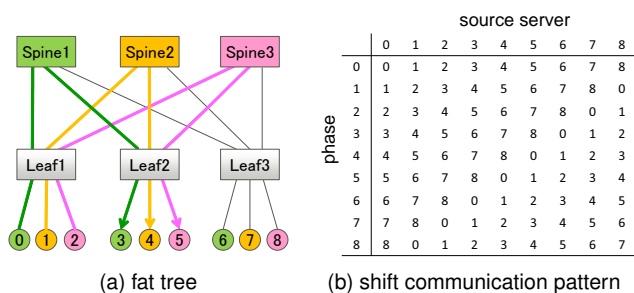 Spine1 Spine2 Spine3
Leaf1 Leaf2 Leaf3
0 1 2 3 4 5 6 7 8
(a) fat tree
source server
0 1 2 3 4 5 6 7 8
phase
0 0 1 2 3 4 5 6 7 8
1 1 2 3 4 5 6 7 8 0
2 2 3 4 5 6 7 8 0 1
3 3 4 5 6 7 8 0 1 2
4 4 5 6 7 8 0 1 2 3
5 5 6 7 8 0 1 2 3 4
6 6 7 8 0 1 2 3 4 5
7 7 8 0 1 2 3 4 5 6
8 8 0 1 2 3 4 5 6 7
(b) shift communication pattern